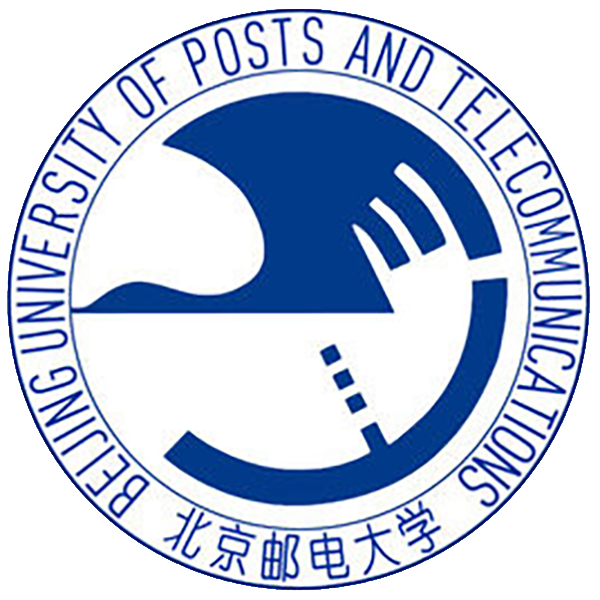 BEIJING UNIVERSITY OF POSTS AND TELECOMMUNICATIONS
北京邮电大学